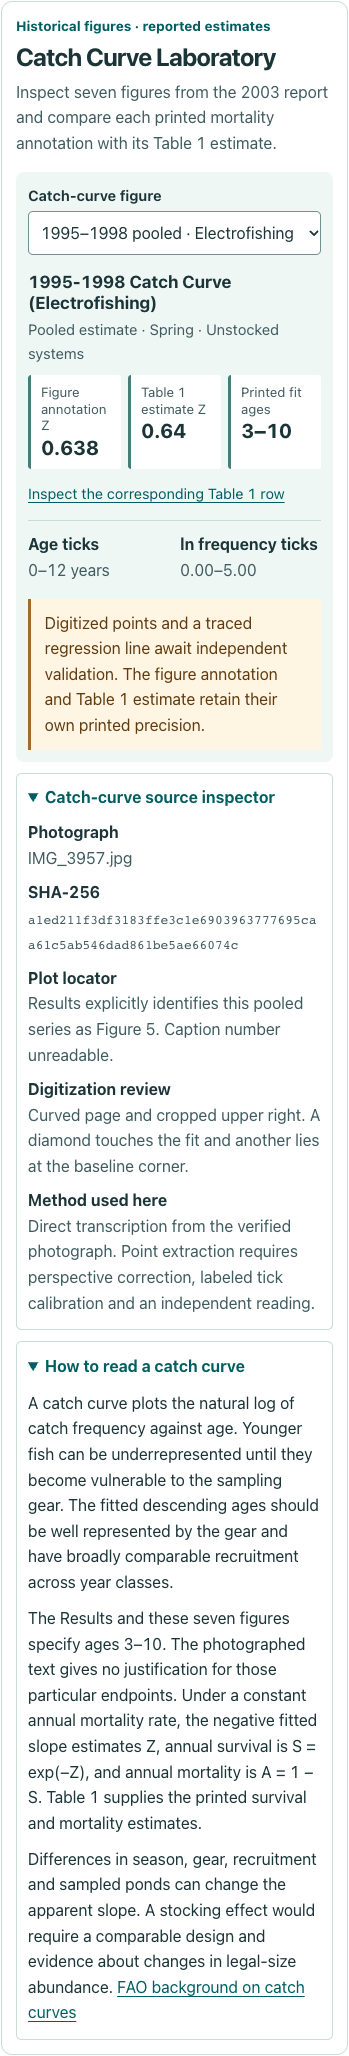 Historical figures · reported estimates
Catch Curve Laboratory
Inspect seven figures from the 2003 report
and compare each printed mortality
annotation with its Table 1 estimate.
Catch-curve figure
1995–1998 pooled · Electrofishing
1995-1998 Catch Curve
(Electrofishing)
Pooled estimate · Spring · Unstocked
systems
Figure
annotation
Z
0.638
Table 1
estimate Z
0.64
Printed fit
ages
3–10
Inspect the corresponding Table 1 row
Age ticks
0–12 years
In frequency ticks
0.00–5.00
Digitized points and a traced
regression line await independent
validation. The figure annotation
and Table 1 estimate retain their
own printed precision.
▼ Catch-curve source inspector
Photograph
IMG_3957.jpg
SHA-256
a1ed211f3df3183ffe3c1e6903963777695ca
a61c5ab546dad861be5ae66074c
Plot locator
Results explicitly identifies this pooled
series as Figure 5. Caption number
unreadable.
Digitization review
Curved page and cropped upper right. A
diamond touches the fit and another lies
at the baseline corner.
Method used here
Direct transcription from the verified
photograph. Point extraction requires
perspective correction, labeled tick
calibration and an independent reading.
▼ How to read a catch curve
A catch curve plots the natural log of
catch frequency against age. Younger
fish can be underrepresented until they
become vulnerable to the sampling
gear. The fitted descending ages should
be well represented by the gear and
have broadly comparable recruitment
across year classes.
The Results and these seven figures
specify ages 3–10. The photographed
text gives no justification for those
particular endpoints. Under a constant
annual mortality rate, the negative fitted
slope estimates Z, annual survival is S =
exp(−Z), and annual mortality is A = 1 −
S. Table 1 supplies the printed survival
and mortality estimates.
Differences in season, gear, recruitment
and sampled ponds can change the
apparent slope. A stocking effect would
require a comparable design and
evidence about changes in legal-size
abundance. FAO background on catch
curves